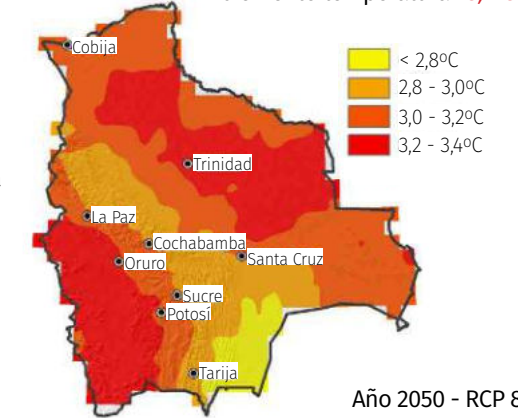 Cobija
< 2,8ºC
2,8 - 3,0ºC
3,0 - 3,2ºC
3,2 - 3,4ºC
Trinidad
La Paz
Cochabamba
Santa Cruz
Oruro
Sucre
Potosí
Tarija
Año 2050 - RCP 8